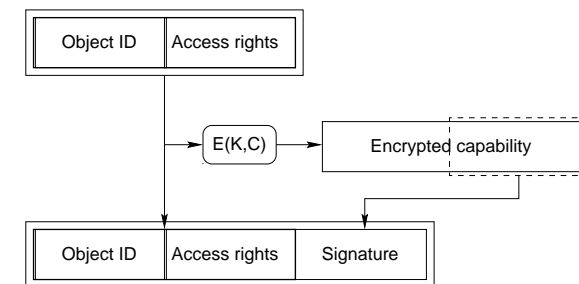 Object ID Access rights
E(K,C) Encrypted capability
Object ID Access rights Signature